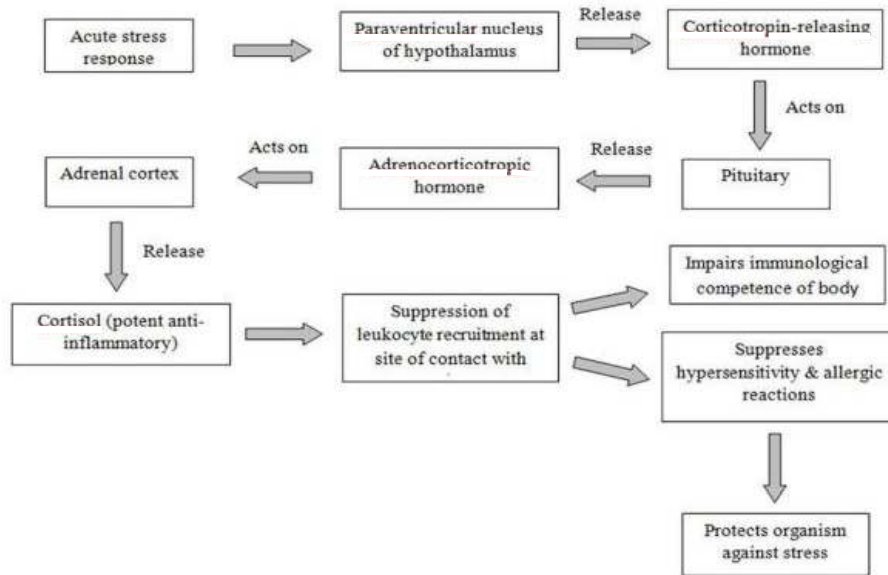 Acute stress
response
Paraventricular nucleus
of hypothalamus
Release
Corticotropin-releasing
hormone
Acts on
Pituitary
Release
Adrenocorticotropic
hormone
Acts on
Adrenal cortex
Release
Cortisol (potent anti-
inflammatory)
Suppression of
leukocyte recruitment at
site of contact with
Impairs immunological
competence of body
Suppresses
hypersensitivity & allergic
reactions
Protects organism
against stress